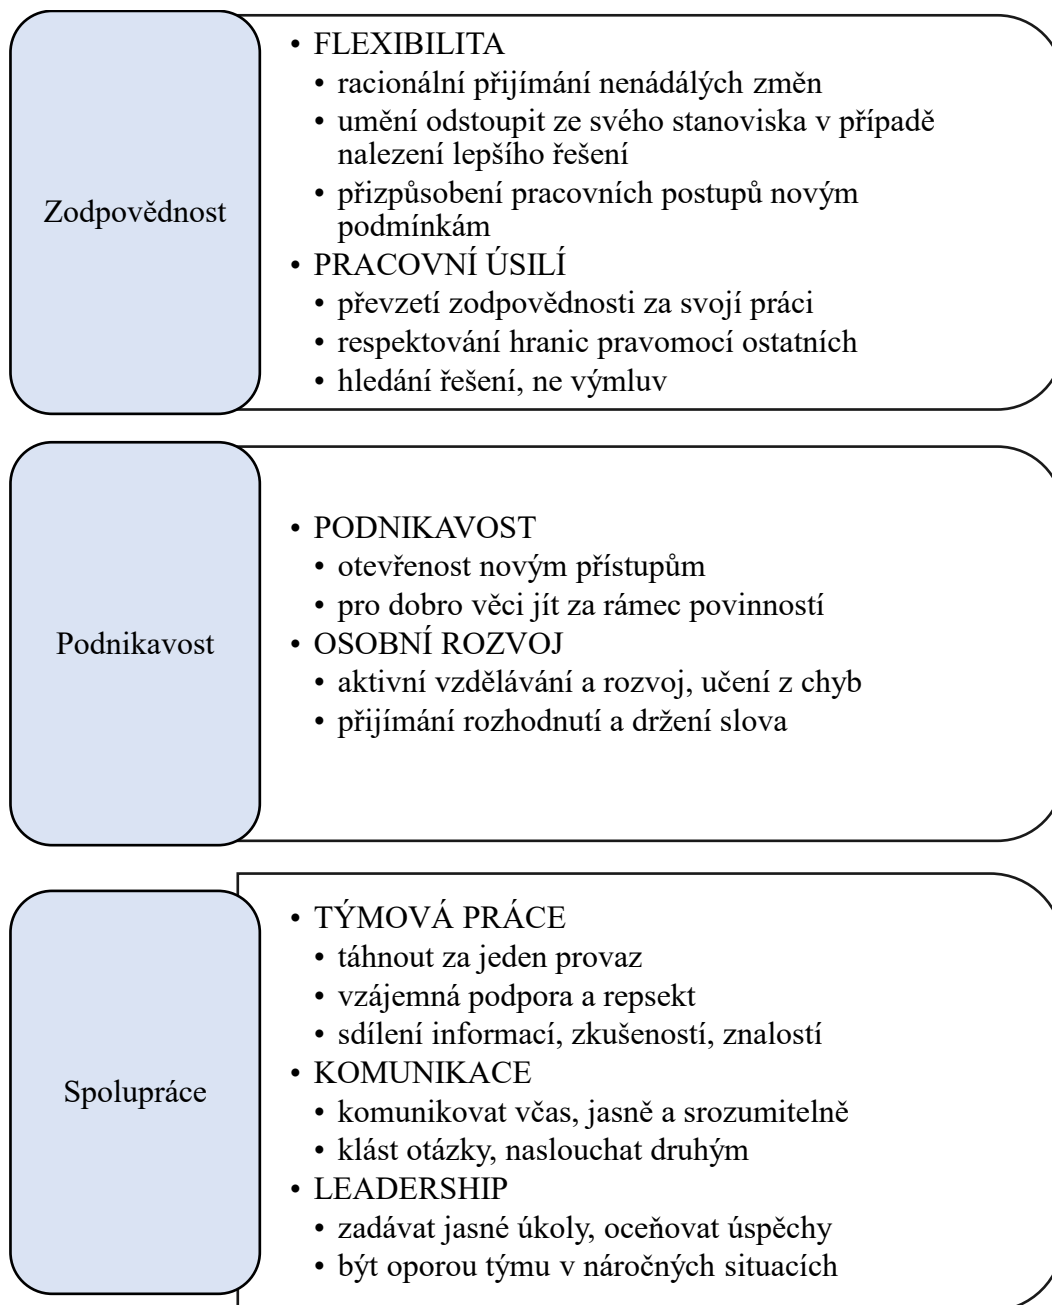 Zodpovědnost
• FLEXIBILITA
• racionální přijímání nenádálých změn
• umění odstoupit ze svého stanoviska v případě
nalezení lepšího řešení
• přizpůsobení pracovních postupů novým
podmínkám
• PRACOVNÍ ÚSILÍ
• převzetí zodpovědnosti za svojí práci
• respektování hranic pravomocí ostatních
• hledání řešení, ne výmluv
Podnikavost
• PODNIKAVOST
• otevřenost novým přístupům
• pro dobro věci jít za rámec povinností
• OSOBNÍ ROZVOJ
• aktivní vzdělávání a rozvoj, učení z chyb
• přijímání rozhodnutí a držení slova
Spolupráce
• TÝMOVÁ PRÁCE
• táhnout za jeden provaz
• vzájemná podpora a repsekt
• sdílení informací, zkušeností, znalostí
• KOMUNIKACE
• komunikovat včas, jasně a srozumitelně
• klást otázky, naslouchat druhým
• LEADERSHIP
• zadávat jasné úkoly, oceňovat úspěchy
• být oporou týmu v náročných situacích